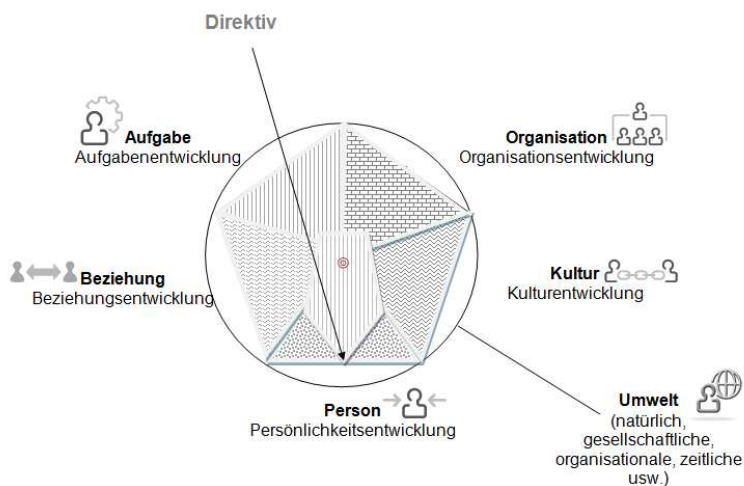 Direktiv
Aufgabe
Aufgabenentwicklung
Organisation
Organisationsentwicklung
Beziehung
Beziehungsentwicklung
Kultur
Kulturentwicklung
Person
Persönlichkeitsentwicklung
Umwelt
(natürlich,
gesellschaftliche,
organisationale, zeitliche
usw.)